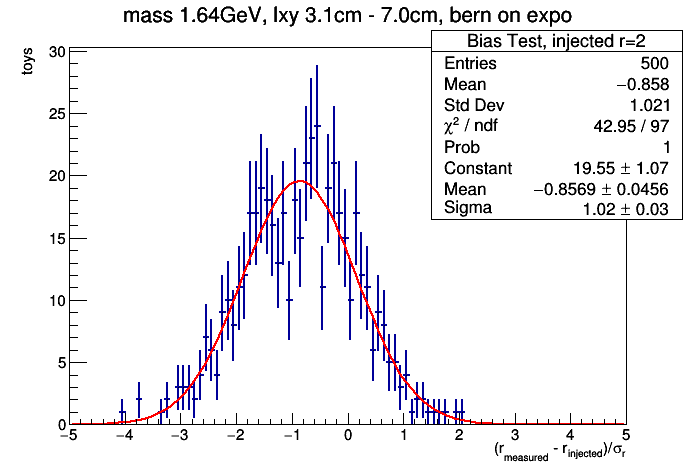 mass 1.64GeV, lxy 3.1cm - 7.0cm, bern on expo
Bias Test, injected r=2
Entries 500
Mean −0.858
Std Dev 1.021
χ² / ndf 42.95 / 97
Prob 1
Constant 19.55 ± 1.07
Mean −0.8569 ± 0.0456
Sigma 1.02 ± 0.03
toys
30
25
20
15
10
5
0
−5 −4 −3 −2 −1 0 1 2 3 4 5
(r_measured - r_injected)/σ_r